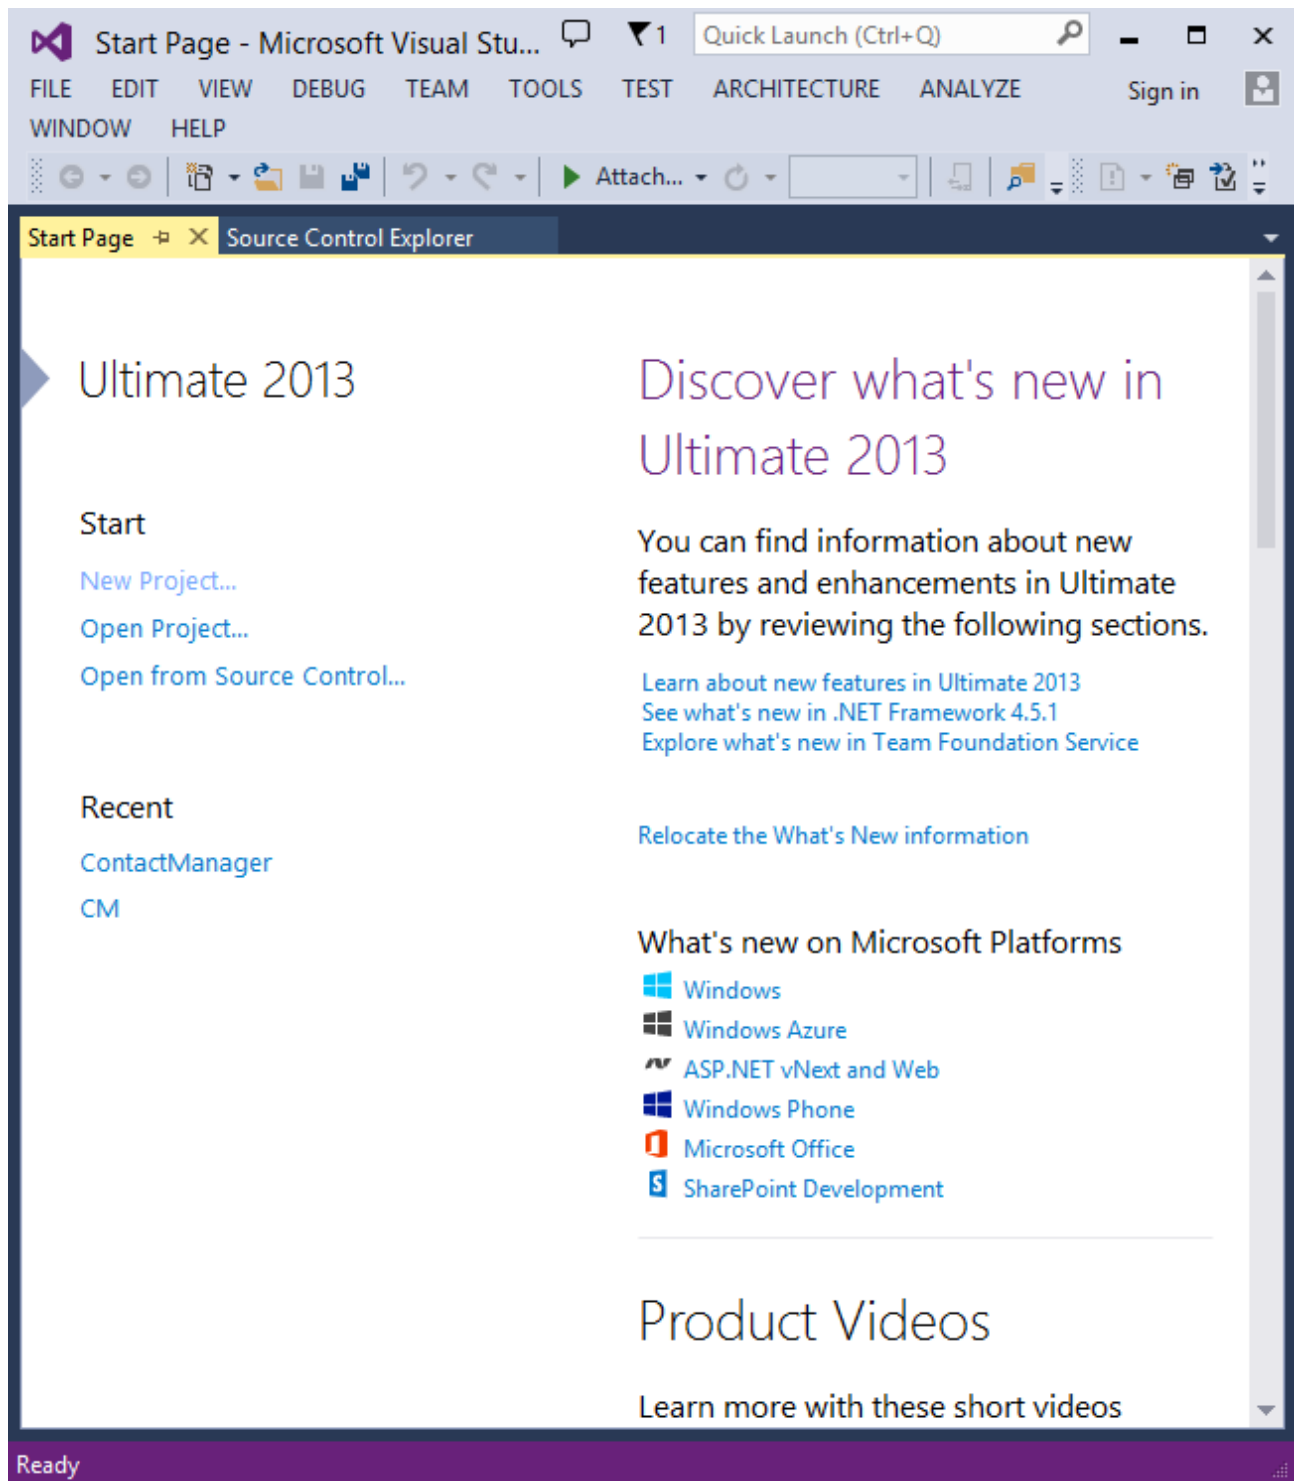 Start Page - Microsoft Visual Stu... 1 Quick Launch (Ctrl+Q)
FILE EDIT VIEW DEBUG TEAM TOOLS TEST ARCHITECTURE ANALYZE Sign in
WINDOW HELP
Attach...
Start Page Source Control Explorer
Ultimate 2013
Start
New Project...
Open Project...
Open from Source Control...
Recent
ContactManager
CM
Discover what's new in
Ultimate 2013
You can find information about new
features and enhancements in Ultimate
2013 by reviewing the following sections.
Learn about new features in Ultimate 2013
See what's new in .NET Framework 4.5.1
Explore what's new in Team Foundation Service
Relocate the What's New information
What's new on Microsoft Platforms
Windows
Windows Azure
ASP.NET vNext and Web
Windows Phone
Microsoft Office
SharePoint Development
Product Videos
Learn more with these short videos
Ready